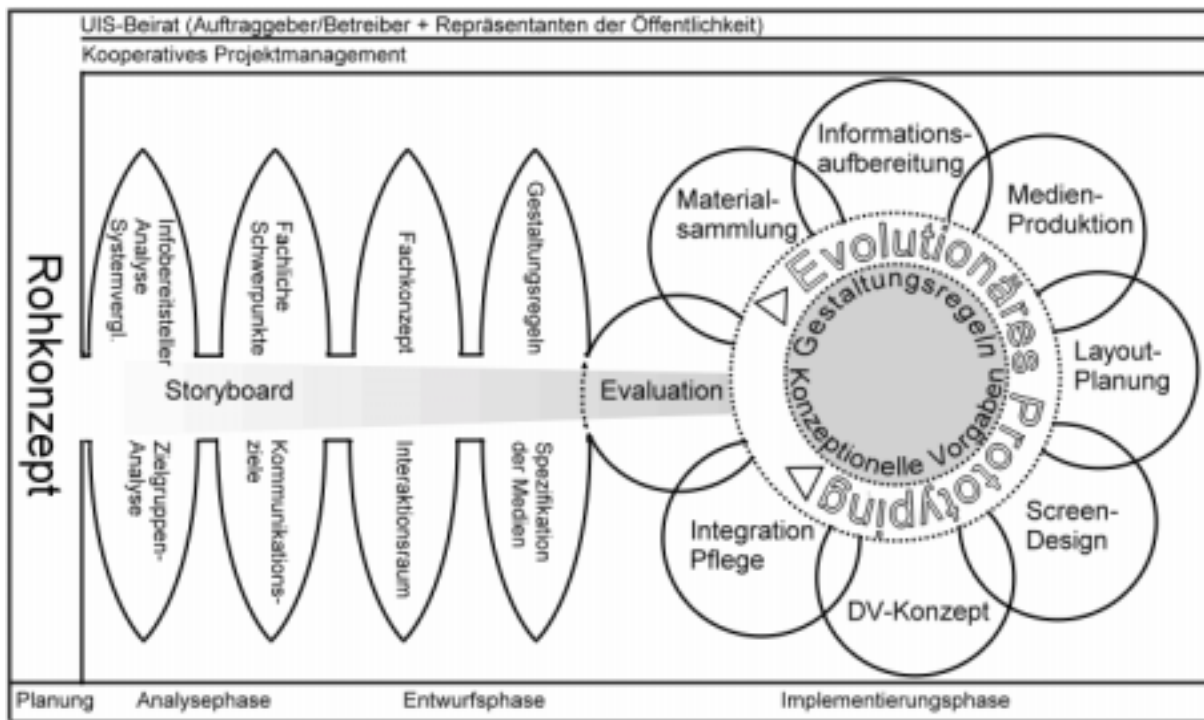 UIS-Beirat (Auftraggeber/Betreiber + Repräsentanten der Öffentlichkeit)
Kooperatives Projektmanagement
Rohkonzept
Infobereitsteller
Analyse
Systemvergl.
Fachliche
Schwerpunkte
Fachkonzept
Gestaltungsregeln
Storyboard
Zielgruppen-
Analyse
Kommunikations-
ziele
Interaktionsraum
Spezifikation
der Medien
Evaluation
Material-
sammlung
Informations-
aufbereitung
Medien-
Produktion
Layout-
Planung
Screen-
Design
DV-Konzept
Integration
Pflege
Evolutionäres Prototyping
Gestaltungsregeln
Konzeptionelle Vorgaben
Planung
Analysephase
Entwurfsphase
Implementierungsphase